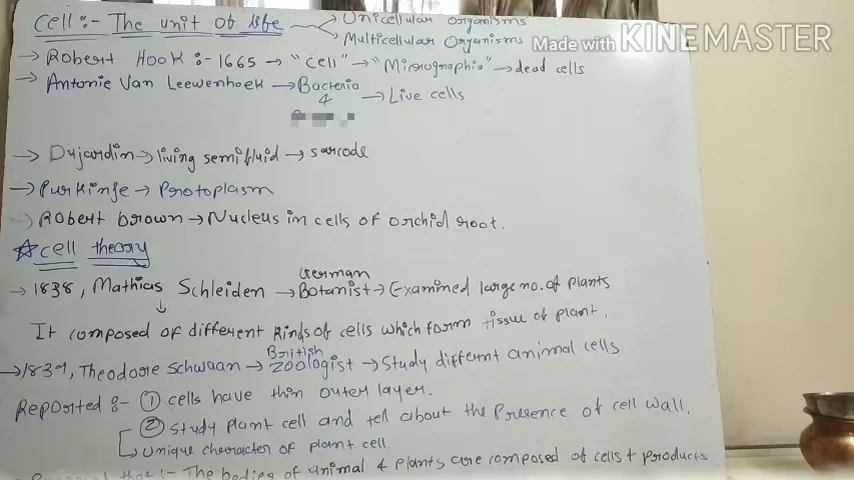 Cell:- The unit of life
Unicellular organisms
Multicellular Organisms
Made with KINEMASTER
→ Robert Hook :- 1665 → "Cell" → "Micrographia" → dead cells
→ Antonie Van Leewenhoek → Bacteria
& → Live cells
→ Dujardin → living semifluid → sarcode
→ Purkinje → Protoplasm
→ Robert brown → Nucleus in cells of orchid root.
☆ cell theory
German
→ 1838, Mathias Schleiden → Botanist → Examined large no. of plants
↓
It composed of different kinds of cells which form tissue of plant.
British
→ 1839, Theodore Schwaan → Zoologist → Study different animal cells
Reported :- ① cells have thin outer layer.
② Study plant cell and tell about the Presence of cell wall.
↳ Unique character of plant cell.
that :- The bodies of animal & plants are composed of cells & products